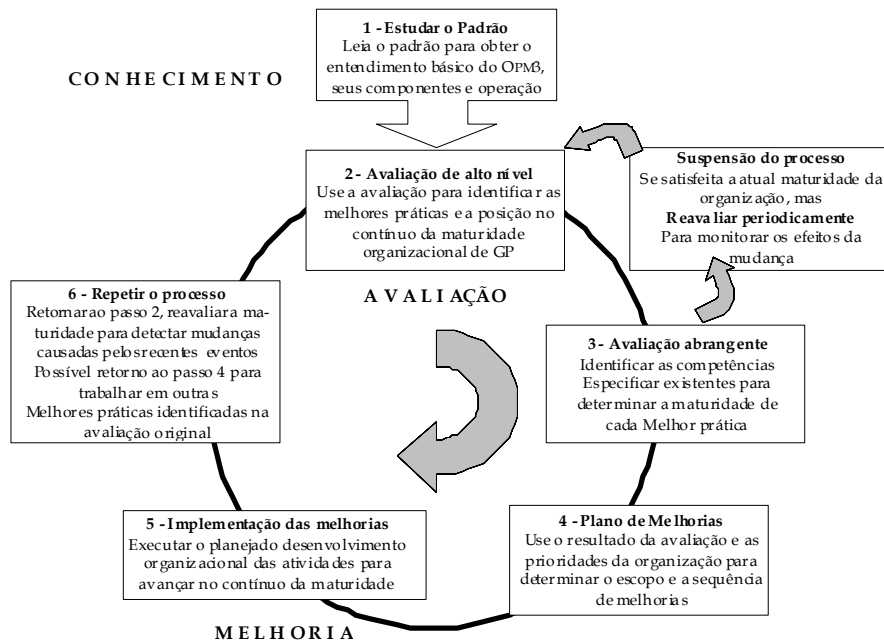 1 - Estudar o Padrão
Leia o padrão para obter o
entendimento básico do OPM3,
seus componentes e operação
CONHECIMENTO
2 - Avaliação de alto nível
Use a avaliação para identificar as
melhores práticas e a posição no
contínuo da maturidade
organizacional de GP
Suspensão do processo
Se satisfeita a atual maturidade da
organização, mas
Reavaliar periodicamente
Para monitorar os efeitos da
mudança
AVALIAÇÃO
6 - Repetir o processo
Retornar ao passo 2, reavaliar a ma-
turidade para detectar mudanças
causadas pelos recentes eventos
Possível retorno ao passo 4 para
trabalhar em outras
Melhores práticas identificadas na
avaliação original
3 - Avaliação abrangente
Identificar as competências
Especificar existentes para
determinar a maturidade de
cada Melhor prática
5 - Implementação das melhorias
Executar o planejado desenvolvimento
organizacional das atividades para
avançar no contínuo da maturidade
4 - Plano de Melhorias
Use o resultado da avaliação e as
prioridades da organização para
determinar o escopo e a sequência
de melhorias
MELHORIA